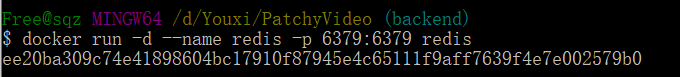 Free@sqz MINGW64 /d/Youxi/PatchyVideo (backend)
$ docker run -d --name redis -p 6379:6379 redis
ee20ba309c74e41898604bc17910f87945e4c65111f9aff7639f4e7e002579b0